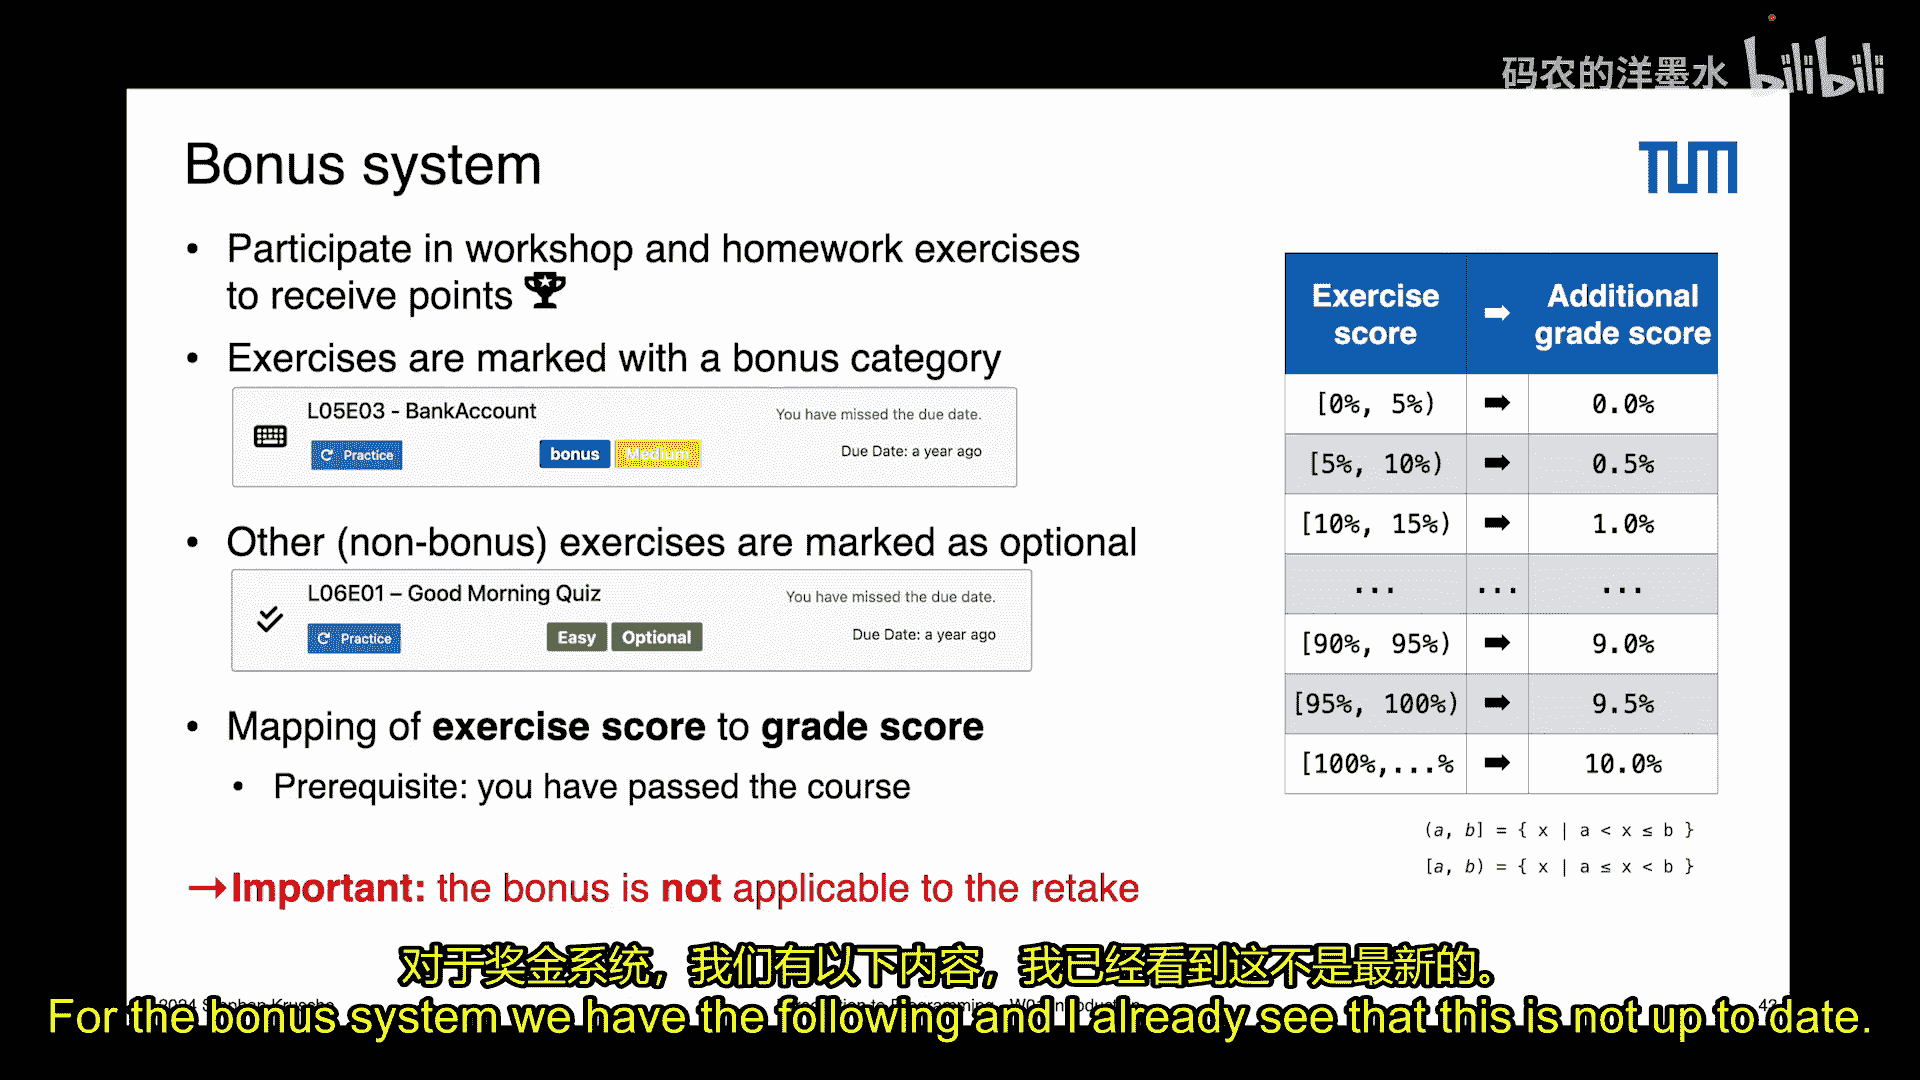 码农的洋墨水 bilibili
Bonus system
TUM
• Participate in workshop and homework exercises
to receive points
• Exercises are marked with a bonus category
L05E03 - BankAccount
You have missed the due date.
Practice
bonus Medium
Due Date: a year ago
• Other (non-bonus) exercises are marked as optional
L06E01 – Good Morning Quiz
You have missed the due date.
Practice
Easy Optional
Due Date: a year ago
• Mapping of exercise score to grade score
• Prerequisite: you have passed the course
→Important: the bonus is not applicable to the retake
Exercise score ➡ Additional grade score
[0%, 5%) ➡ 0.0%
[5%, 10%) ➡ 0.5%
[10%, 15%) ➡ 1.0%
... ... ...
[90%, 95%) ➡ 9.0%
[95%, 100%) ➡ 9.5%
[100%,...% ➡ 10.0%
(a, b] = { x | a < x ≤ b }
[a, b) = { x | a ≤ x < b }
对于奖金系统，我们有以下内容，我已经看到这不是最新的。
For the bonus system we have the following and I already see that this is not up to date.